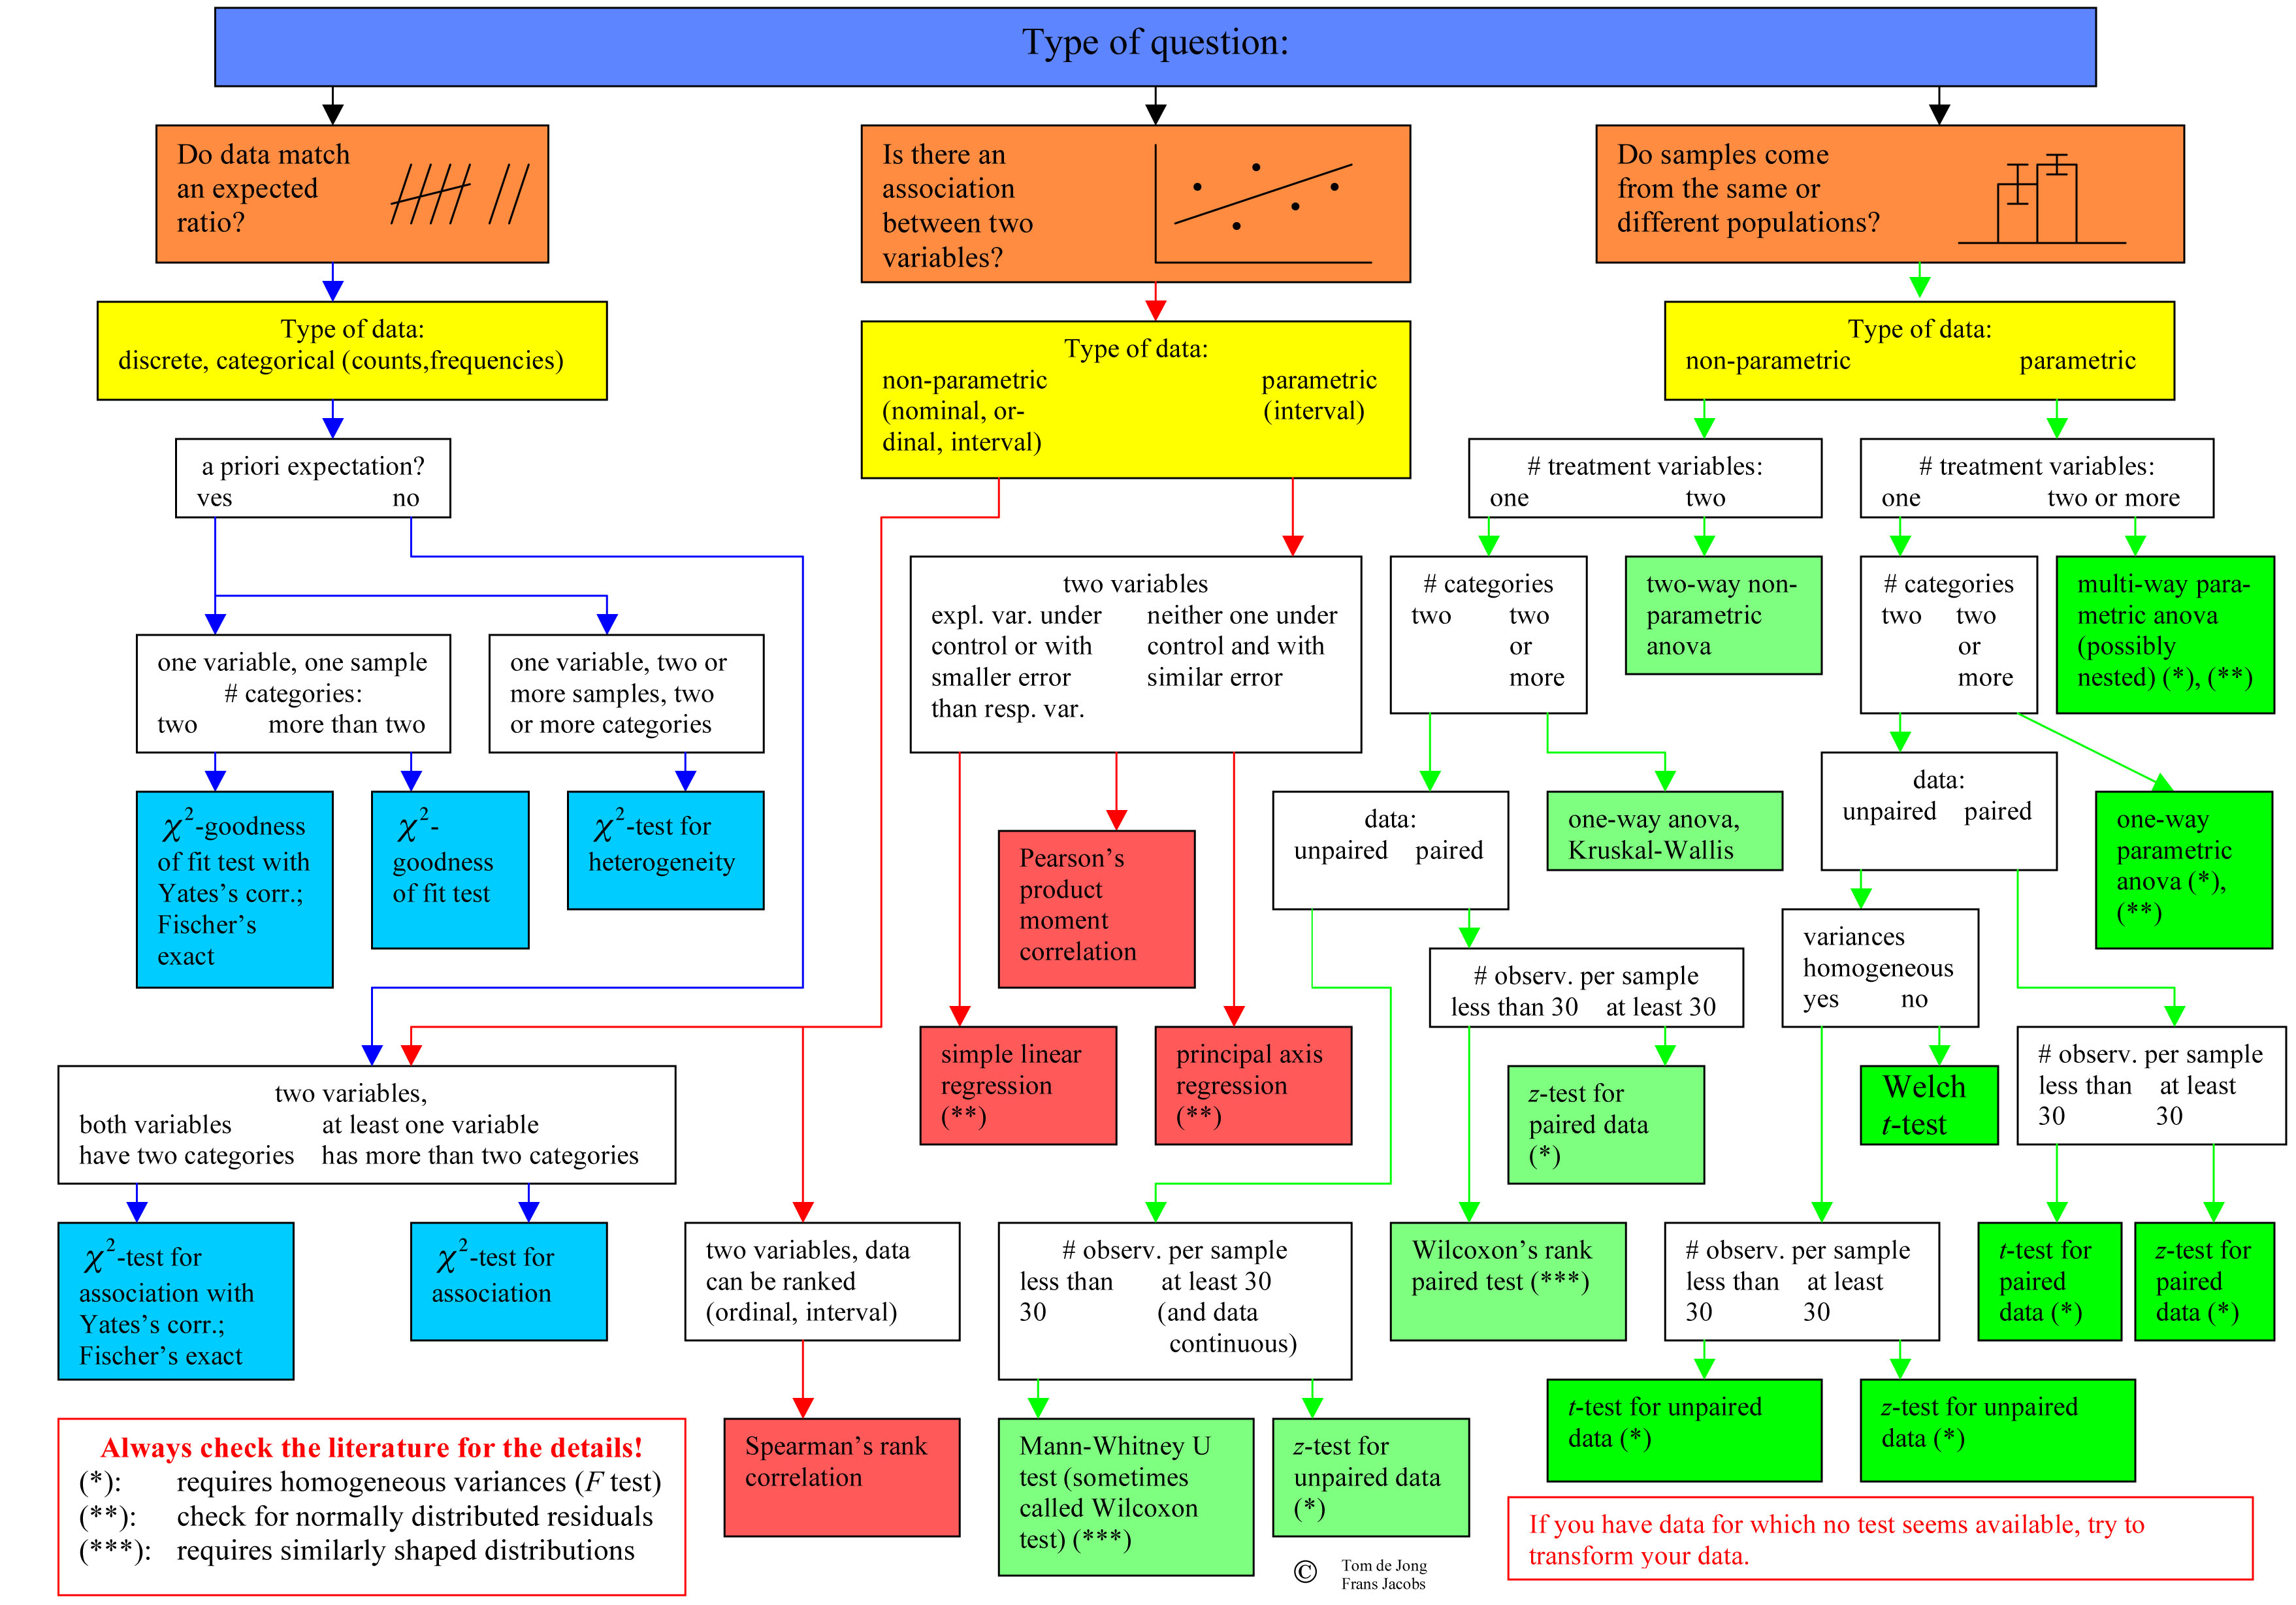 Type of question:
Do data match
an expected
ratio?
Is there an
association
between two
variables?
Do samples come
from the same or
different populations?
Type of data:
discrete, categorical (counts,frequencies)
Type of data:
non-parametric parametric
(nominal, or- (interval)
dinal, interval)
Type of data:
non-parametric parametric
a priori expectation?
yes no
# treatment variables:
one two
# treatment variables:
one two or more
one variable, one sample
# categories:
two more than two
one variable, two or
more samples, two
or more categories
two variables
expl. var. under neither one under
control or with control and with
smaller error similar error
than resp. var.
# categories
two two
or
more
two-way non-
parametric
anova
# categories
two two
or
more
multi-way para-
metric anova
(possibly
nested) (*), (**)
χ²-goodness
of fit test with
Yates’s corr.;
Fischer’s
exact
χ²-
goodness
of fit test
χ²-test for
heterogeneity
Pearson’s
product
moment
correlation
data:
unpaired paired
one-way anova,
Kruskal-Wallis
data:
unpaired paired
one-way
parametric
anova (*),
(**)
# observ. per sample
less than 30 at least 30
variances
homogeneous
yes no
simple linear
regression
(**)
principal axis
regression
(**)
z-test for
paired data
(*)
Welch
t-test
# observ. per sample
less than at least
30 30
two variables,
both variables at least one variable
have two categories has more than two categories
χ²-test for
association with
Yates’s corr.;
Fischer’s exact
χ²-test for
association
two variables, data
can be ranked
(ordinal, interval)
# observ. per sample
less than at least 30
30 (and data
continuous)
Wilcoxon’s rank
paired test (***)
# observ. per sample
less than at least
30 30
t-test for
paired
data (*)
z-test for
paired
data (*)
Spearman’s rank
correlation
Mann-Whitney U
test (sometimes
called Wilcoxon
test) (***)
z-test for
unpaired data
(*)
t-test for unpaired
data (*)
z-test for unpaired
data (*)
Always check the literature for the details!
(*): requires homogeneous variances (F test)
(**): check for normally distributed residuals
(***): requires similarly shaped distributions
© Tom de Jong
Frans Jacobs
If you have data for which no test seems available, try to
transform your data.